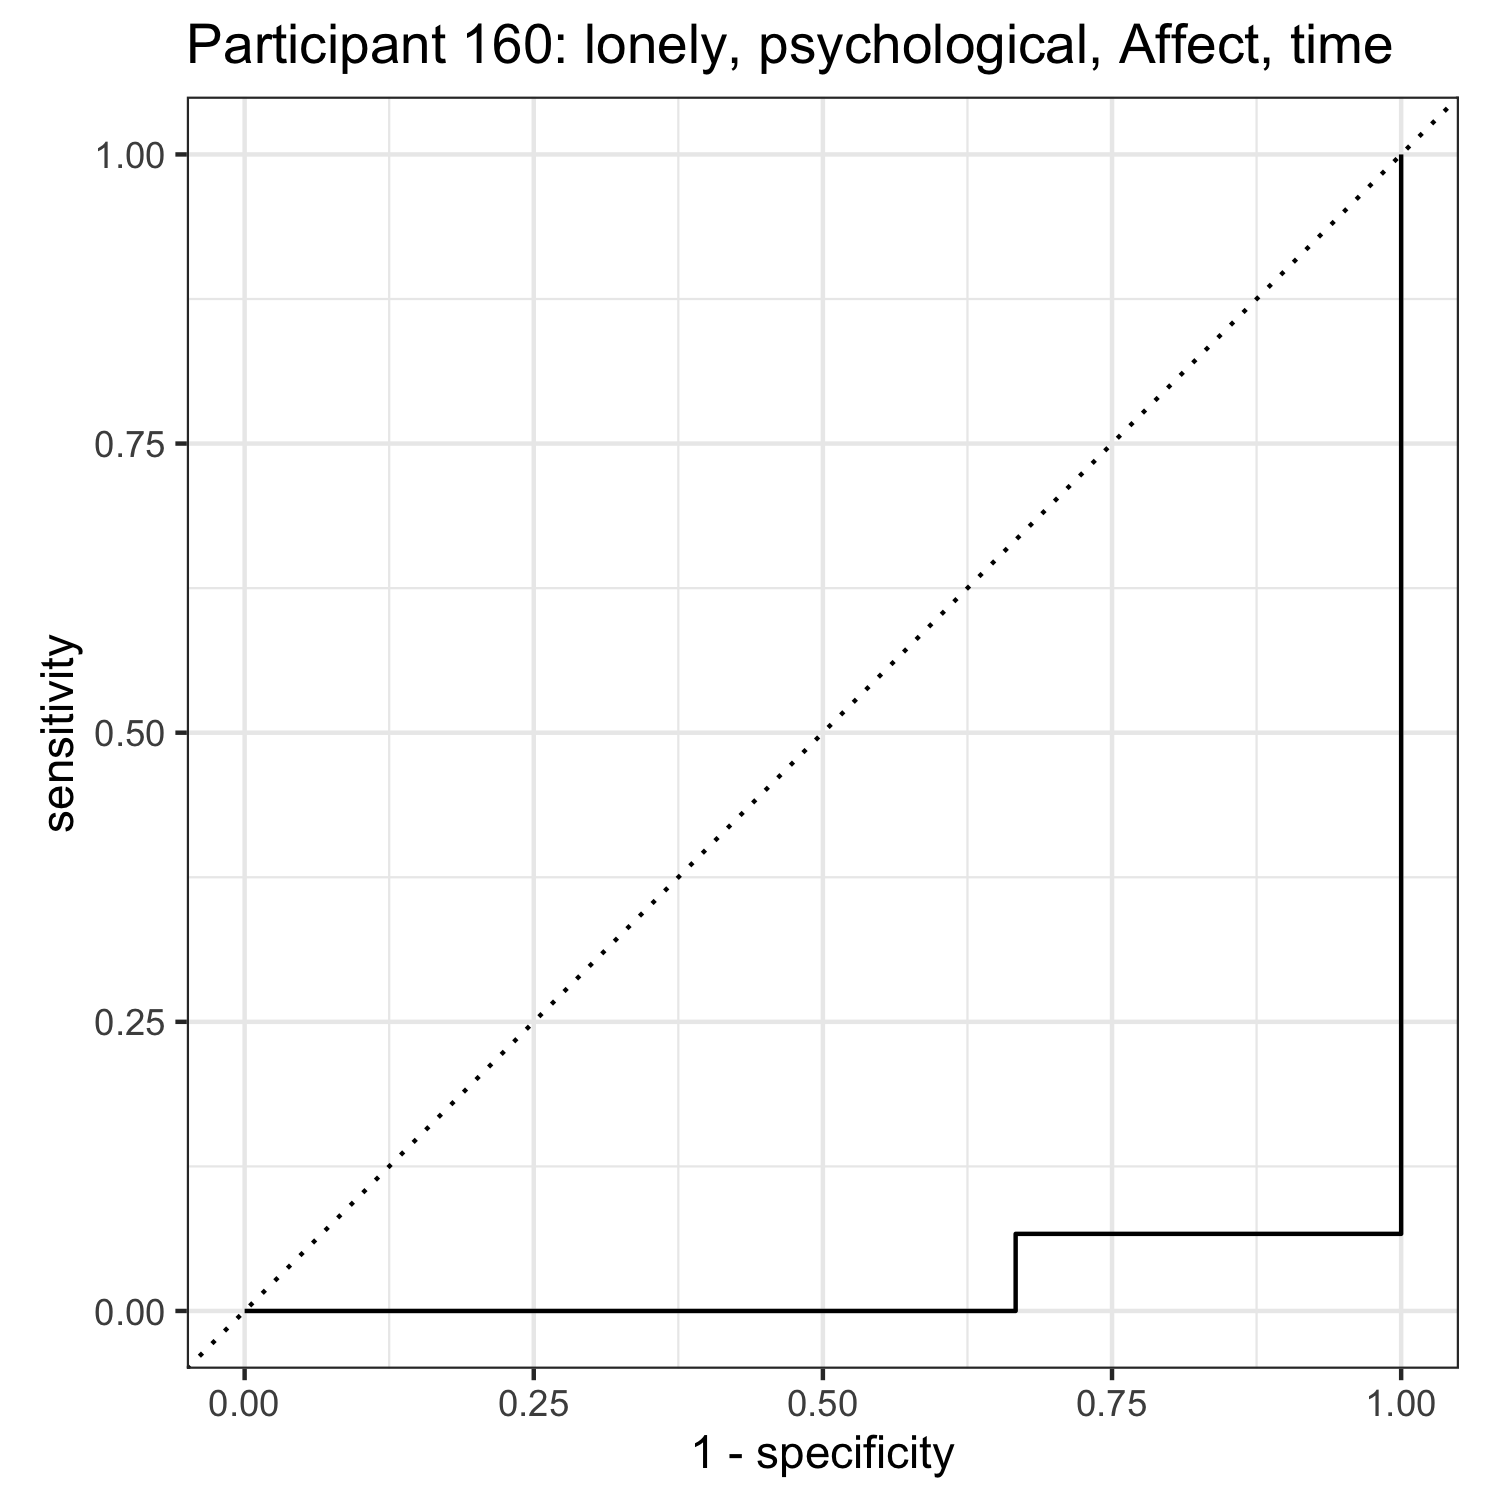 Participant 160: lonely, psychological, Affect, time
1.00
0.75
0.50
0.25
0.00
sensitivity
0.00 0.25 0.50 0.75 1.00
1 - specificity